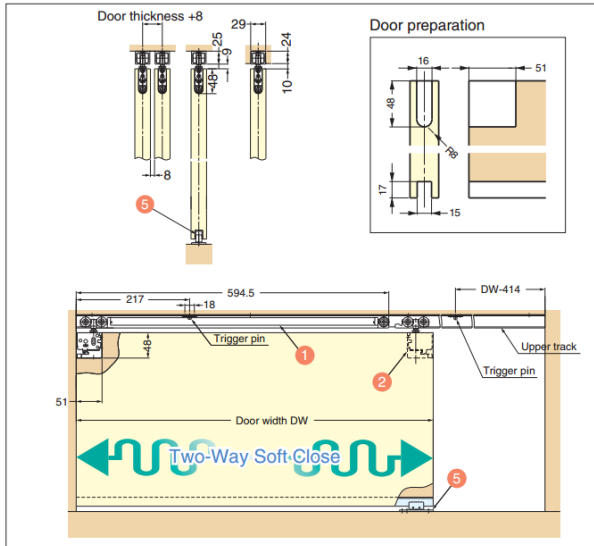 Door thickness +8
25
9
48
8
5
29
24
10
Door preparation
16
51
48
R8
17
15
594.5
217
18
DW-414
Trigger pin
1
48
2
Upper track
Trigger pin
51
Door width DW
Two-Way Soft Close
5